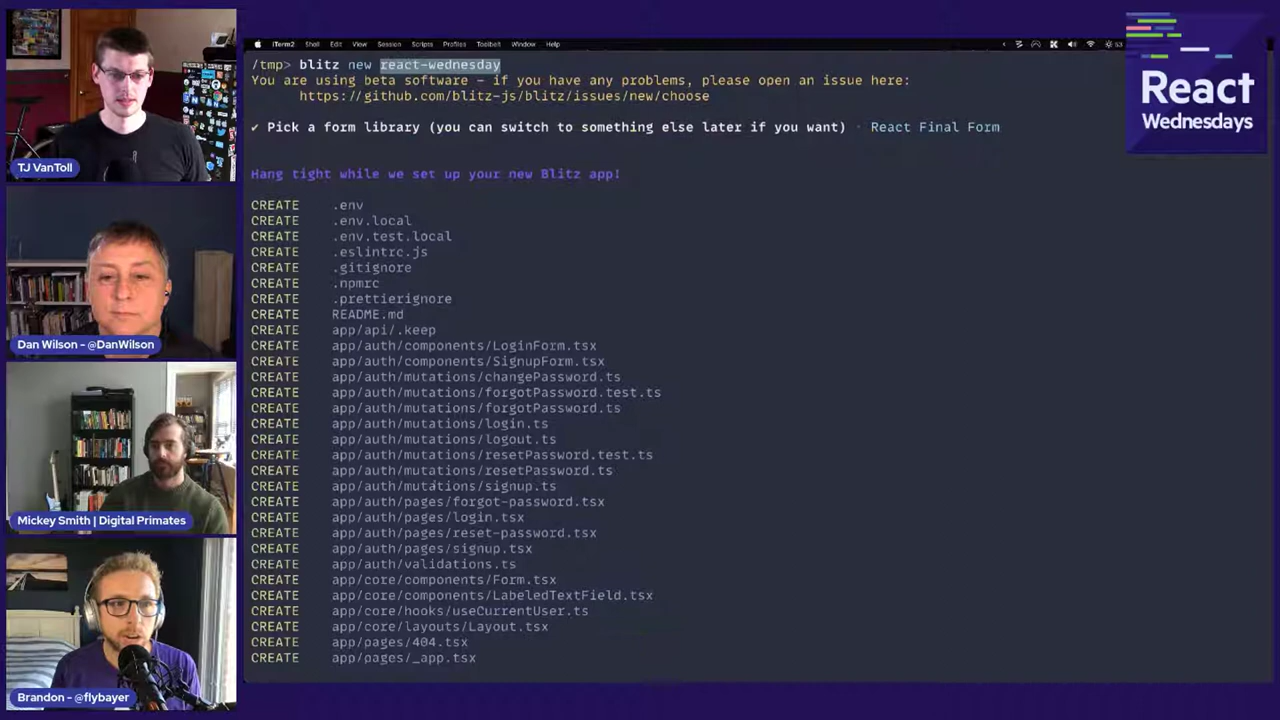 TJ VanToll
Dan Wilson - @DanWilson
Mickey Smith | Digital Primates
Brandon - @flybayer
iTerm2 Shell Edit View Session Scripts Profiles Toolbelt Window Help
/tmp> blitz new react-wednesday
You are using beta software - if you have any problems, please open an issue here:
https://github.com/blitz-js/blitz/issues/new/choose
✔ Pick a form library (you can switch to something else later if you want) · React Final Form
Hang tight while we set up your new Blitz app!
CREATE .env
CREATE .env.local
CREATE .env.test.local
CREATE .eslintrc.js
CREATE .gitignore
CREATE .npmrc
CREATE .prettierignore
CREATE README.md
CREATE app/api/.keep
CREATE app/auth/components/LoginForm.tsx
CREATE app/auth/components/SignupForm.tsx
CREATE app/auth/mutations/changePassword.ts
CREATE app/auth/mutations/forgotPassword.test.ts
CREATE app/auth/mutations/forgotPassword.ts
CREATE app/auth/mutations/login.ts
CREATE app/auth/mutations/logout.ts
CREATE app/auth/mutations/resetPassword.test.ts
CREATE app/auth/mutations/resetPassword.ts
CREATE app/auth/mutations/signup.ts
CREATE app/auth/pages/forgot-password.tsx
CREATE app/auth/pages/login.tsx
CREATE app/auth/pages/reset-password.tsx
CREATE app/auth/pages/signup.tsx
CREATE app/auth/validations.ts
CREATE app/core/components/Form.tsx
CREATE app/core/components/LabeledTextField.tsx
CREATE app/core/hooks/useCurrentUser.ts
CREATE app/core/layouts/Layout.tsx
CREATE app/pages/404.tsx
CREATE app/pages/_app.tsx
React
Wednesdays